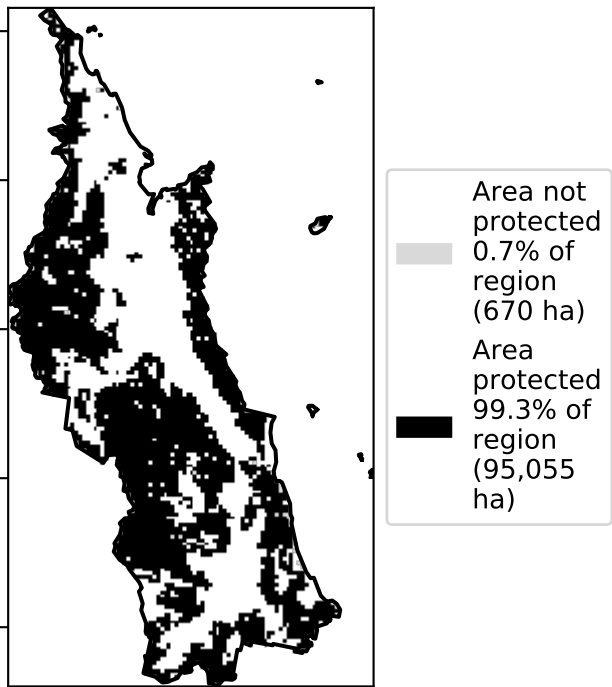 Area not
protected
0.7% of
region
(670 ha)
Area
protected
99.3% of
region
(95,055
ha)